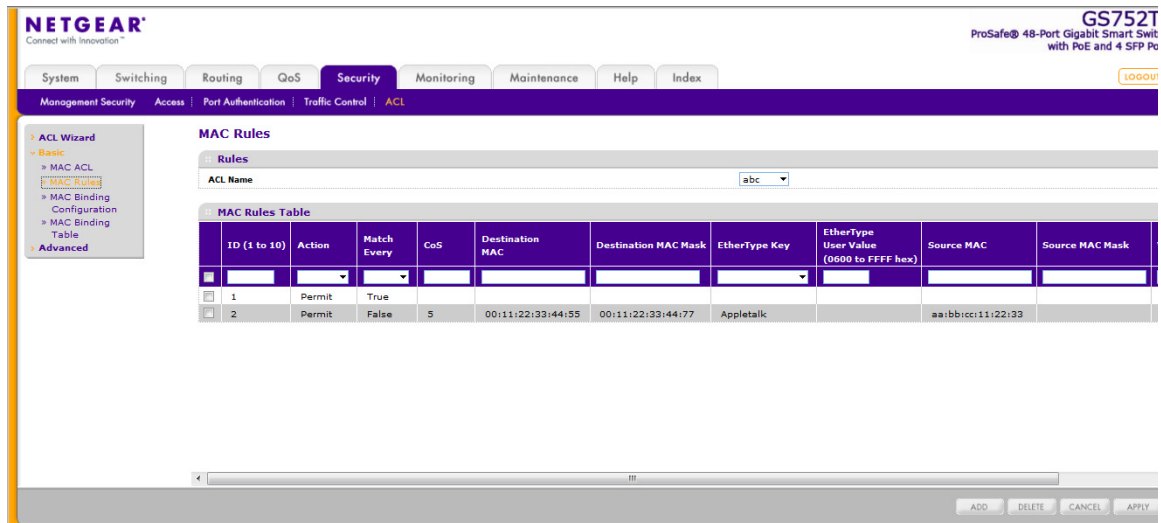 NETGEAR®
Connect with Innovation™
GS752T
ProSafe® 48-Port Gigabit Smart Swit
with PoE and 4 SFP Po
System Switching Routing QoS Security Monitoring Maintenance Help Index
LOGOUT
Management Security Access Port Authentication Traffic Control ACL
ACL Wizard
Basic
» MAC ACL
» MAC Rules
» MAC Binding
Configuration
» MAC Binding
Table
Advanced
MAC Rules
Rules
ACL Name abc
MAC Rules Table
ID (1 to 10) Action Match Every CoS Destination MAC Destination MAC Mask EtherType Key EtherType User Value (0600 to FFFF hex) Source MAC Source MAC Mask
1 Permit True
2 Permit False 5 00:11:22:33:44:55 00:11:22:33:44:77 Appletalk aa:bb:cc:11:22:33
ADD DELETE CANCEL APPLY